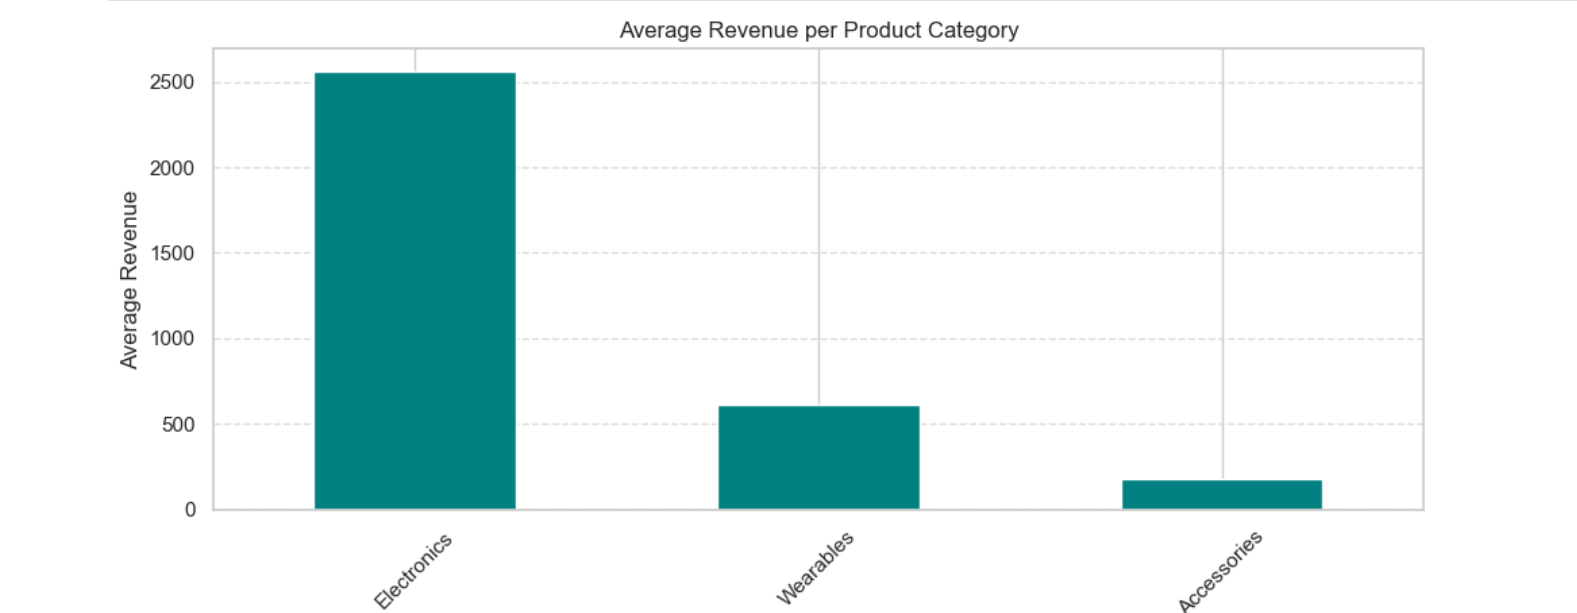 Average Revenue per Product Category
Average Revenue
2500
2000
1500
1000
500
0
Electronics
Wearables
Accessories